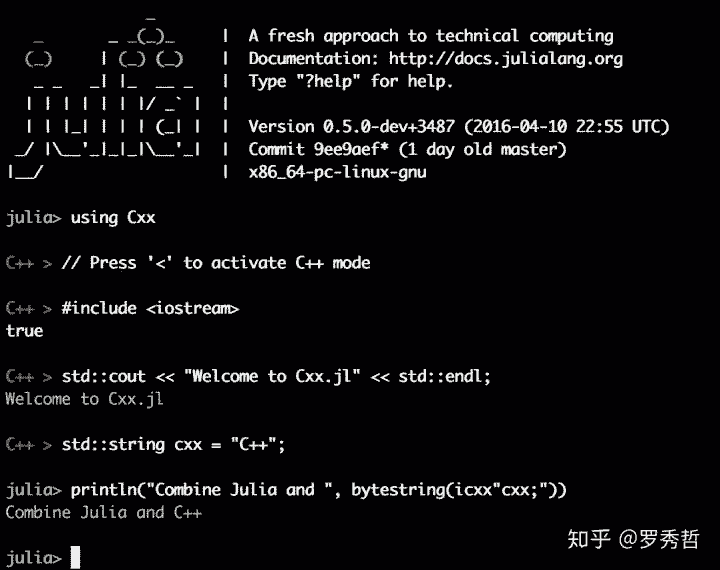 A fresh approach to technical computing
Documentation: http://docs.julialang.org
Type "?help" for help.
Version 0.5.0-dev+3487 (2016-04-10 22:55 UTC)
Commit 9ee9aef* (1 day old master)
x86_64-pc-linux-gnu
julia> using Cxx
C++ > // Press '<' to activate C++ mode
C++ > #include <iostream>
true
C++ > std::cout << "Welcome to Cxx.jl" << std::endl;
Welcome to Cxx.jl
C++ > std::string cxx = "C++";
julia> println("Combine Julia and ", bytestring(icxx"cxx;"))
Combine Julia and C++
julia>
知乎 @罗秀哲